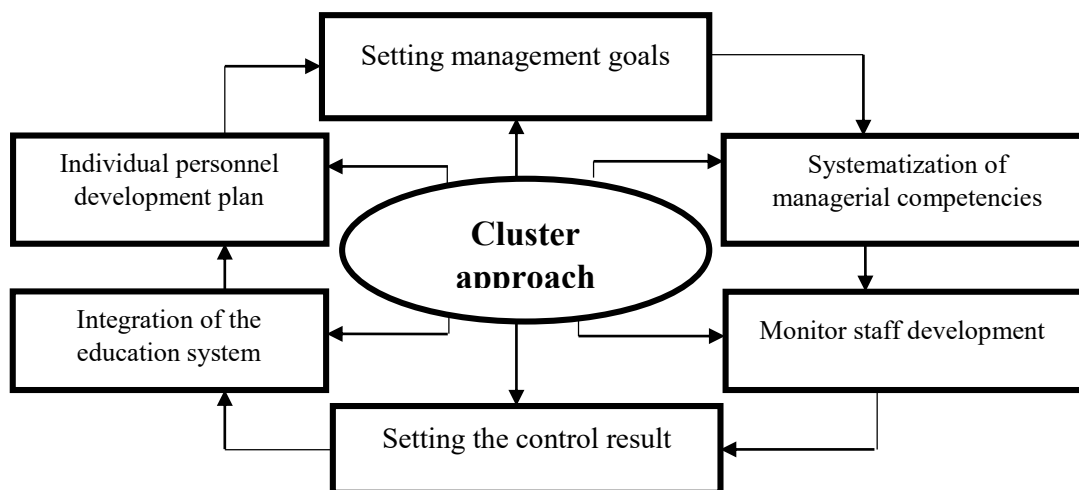 Setting management goals
Individual personnel
development plan
Systematization of
managerial competencies
Cluster
approach
Integration of the
education system
Monitor staff development
Setting the control result